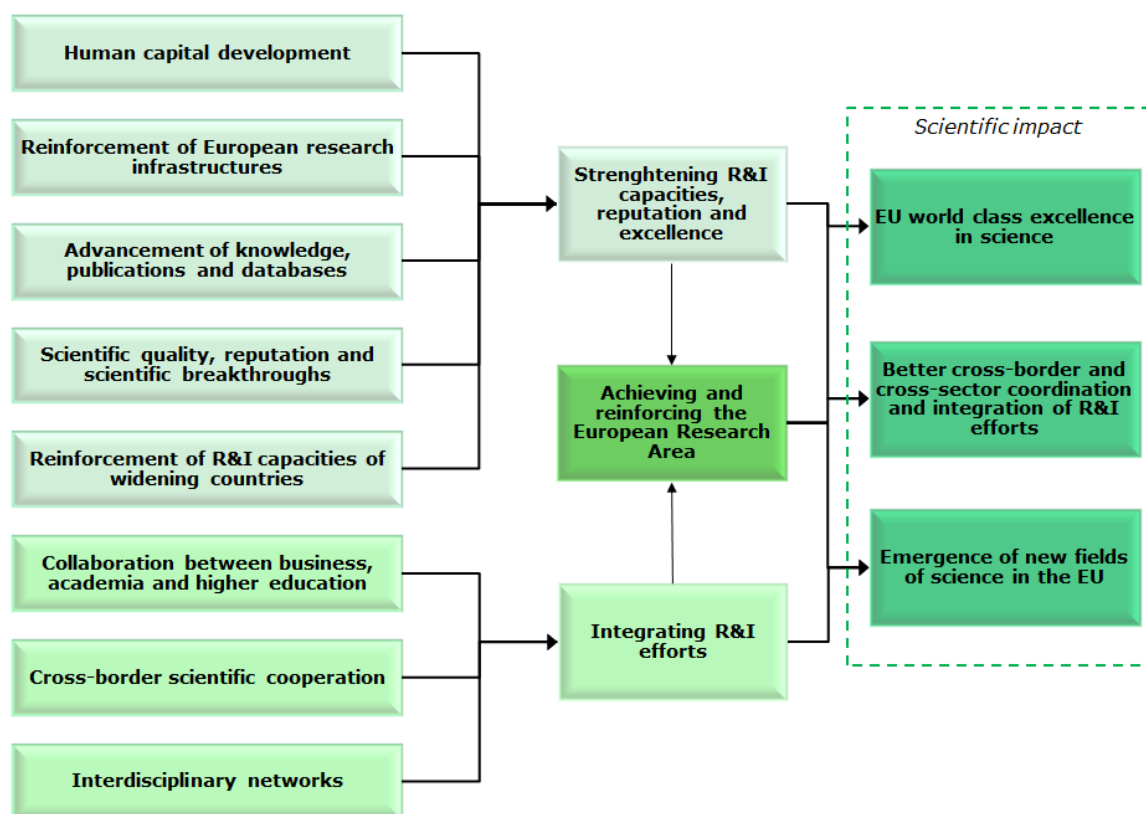 Human capital development
Reinforcement of European research
infrastructures
Advancement of knowledge,
publications and databases
Scientific quality, reputation and
scientific breakthroughs
Reinforcement of R&I capacities of
widening countries
Collaboration between business,
academia and higher education
Cross-border scientific cooperation
Interdisciplinary networks
Strenghtening R&I
capacities,
reputation and
excellence
Achieving and
reinforcing the
European Research
Area
Integrating R&I
efforts
Scientific impact
EU world class excellence
in science
Better cross-border and
cross-sector coordination
and integration of R&I
efforts
Emergence of new fields
of science in the EU